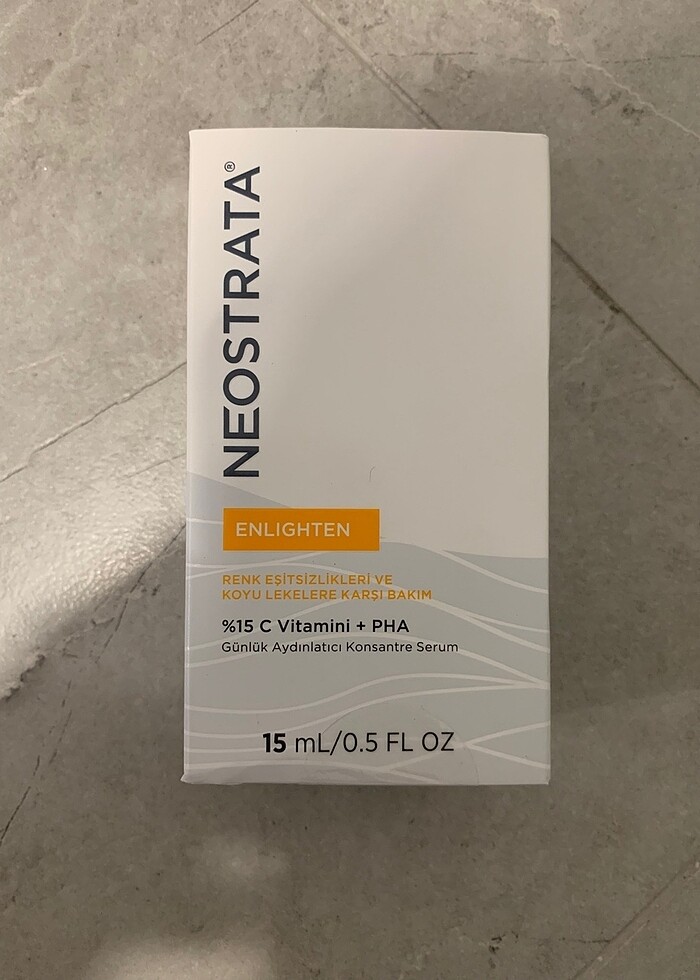 NEOSTRATA®
ENLIGHTEN
RENK EŞİTSİZLİKLERİ VE
KOYU LEKELERE KARŞI BAKIM
%15 C Vitamini + PHA
Günlük Aydınlatıcı Konsantre Serum
15 mL/0.5 FL OZ